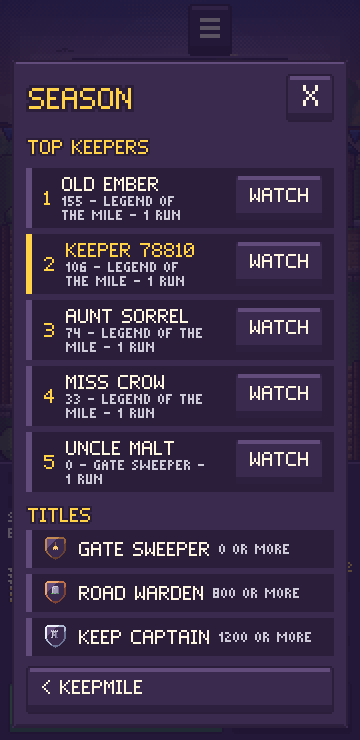 SEASON
X
TOP KEEPERS
1 OLD EMBER
155 - LEGEND OF
THE MILE - 1 RUN
WATCH
2 KEEPER 78810
106 - LEGEND OF
THE MILE - 1 RUN
WATCH
3 AUNT SORREL
74 - LEGEND OF THE
MILE - 1 RUN
WATCH
4 MISS CROW
33 - LEGEND OF THE
MILE - 1 RUN
WATCH
5 UNCLE MALT
0 - GATE SWEEPER -
1 RUN
WATCH
TITLES
GATE SWEEPER 0 OR MORE
ROAD WARDEN 800 OR MORE
KEEP CAPTAIN 1200 OR MORE
< KEEPMILE